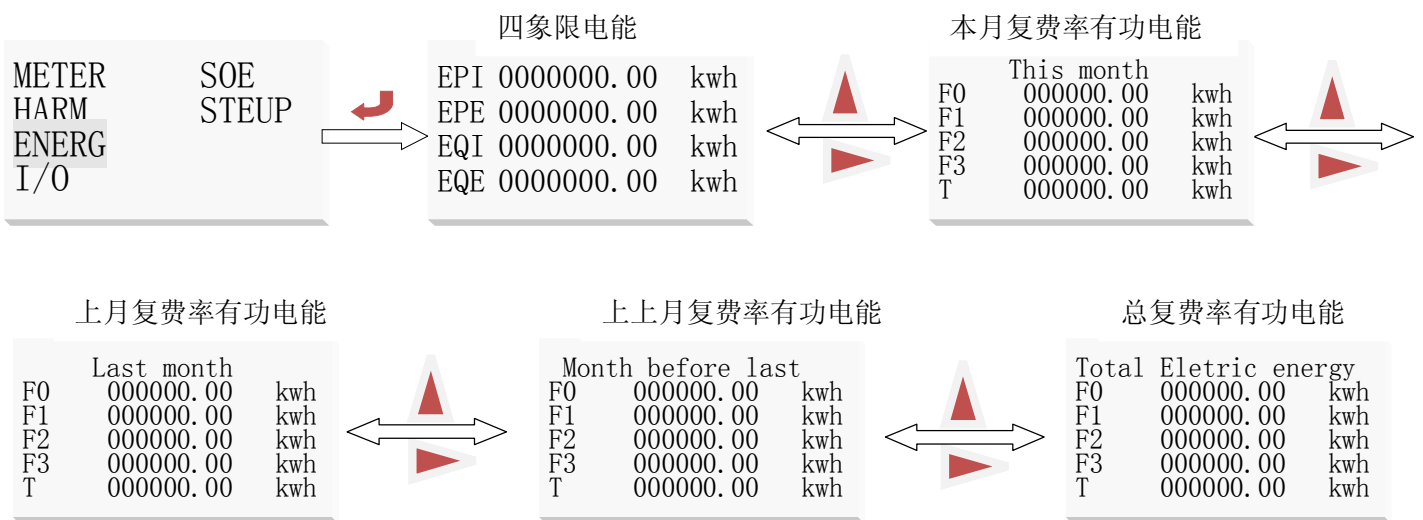 四象限电能
本月复费率有功电能
METER SOE
HARM STEUP
ENERG
I/O
EPI 0000000.00 kwh
EPE 0000000.00 kwh
EQI 0000000.00 kwh
EQE 0000000.00 kwh
This month
F0 000000.00 kwh
F1 000000.00 kwh
F2 000000.00 kwh
F3 000000.00 kwh
T 000000.00 kwh
上月复费率有功电能
上上月复费率有功电能
总复费率有功电能
Last month
F0 000000.00 kwh
F1 000000.00 kwh
F2 000000.00 kwh
F3 000000.00 kwh
T 000000.00 kwh
Month before last
F0 000000.00 kwh
F1 000000.00 kwh
F2 000000.00 kwh
F3 000000.00 kwh
T 000000.00 kwh
Total Eletric energy
F0 000000.00 kwh
F1 000000.00 kwh
F2 000000.00 kwh
F3 000000.00 kwh
T 000000.00 kwh